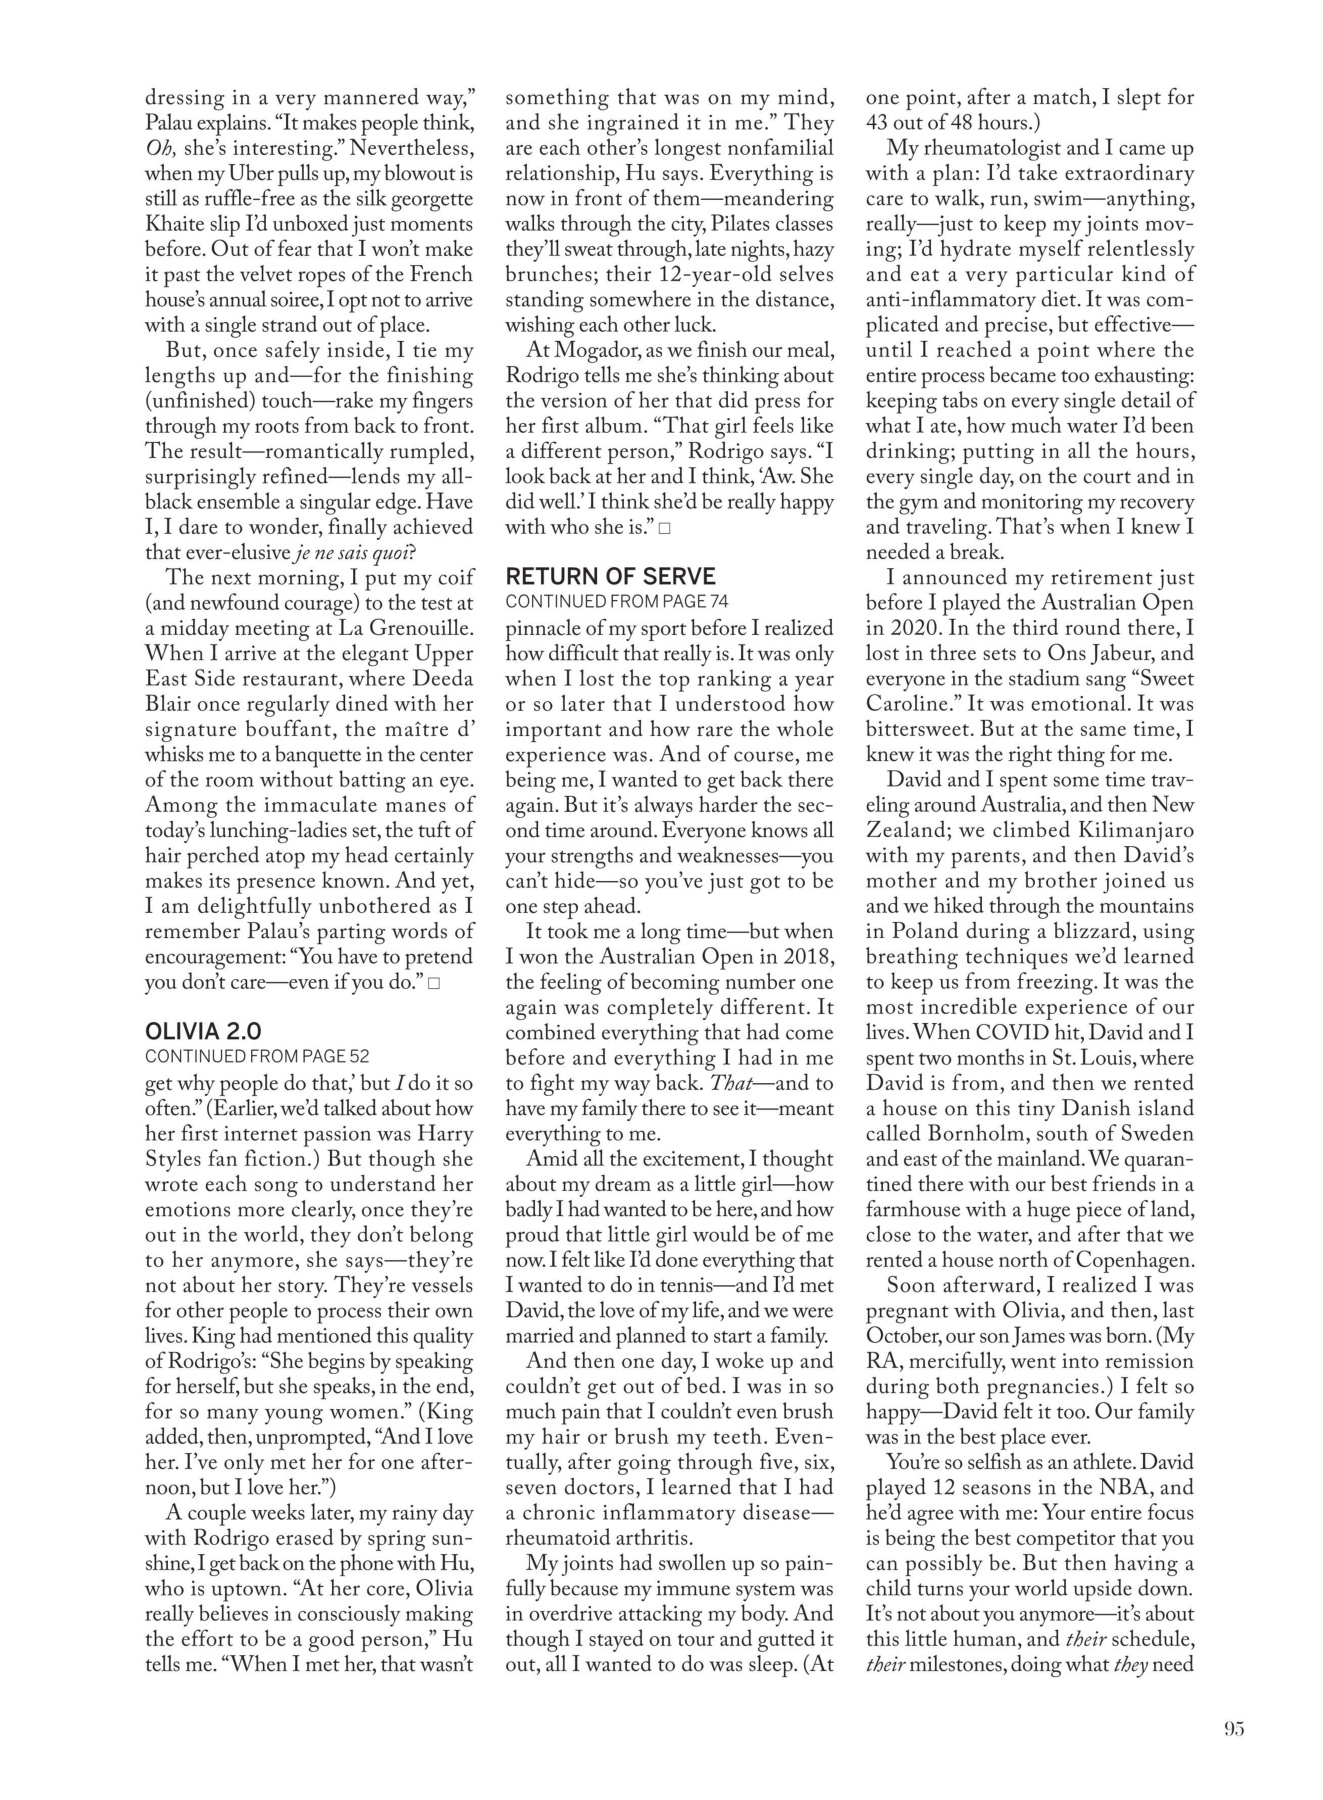 dressing in a very mannered way,”
Palau explains. “It makes people think,
Oh, she’s interesting.” Nevertheless,
when my Uber pulls up, my blowout is
still as ruffle-free as the silk georgette
Khaite slip I’d unboxed just moments
before. Out of fear that I won’t make
it past the velvet ropes of the French
house’s annual soiree, I opt not to arrive
with a single strand out of place.
But, once safely inside, I tie my
lengths up and—for the finishing
(unfinished) touch—rake my fingers
through my roots from back to front.
The result—romantically rumpled,
surprisingly refined—lends my all-
black ensemble a singular edge. Have
I, I dare to wonder, finally achieved
that ever-elusive je ne sais quoi?
The next morning, I put my coif
(and newfound courage) to the test at
a midday meeting at La Grenouille.
When I arrive at the elegant Upper
East Side restaurant, where Deeda
Blair once regularly dined with her
signature bouffant, the maître d’
whisks me to a banquette in the center
of the room without batting an eye.
Among the immaculate manes of
today’s lunching-ladies set, the tuft of
hair perched atop my head certainly
makes its presence known. And yet,
I am delightfully unbothered as I
remember Palau’s parting words of
encouragement: “You have to pretend
you don’t care—even if you do.” □
OLIVIA 2.0
CONTINUED FROM PAGE 52
get why people do that,’ but I do it so
often.” (Earlier, we’d talked about how
her first internet passion was Harry
Styles fan fiction.) But though she
wrote each song to understand her
emotions more clearly, once they’re
out in the world, they don’t belong
to her anymore, she says—they’re
not about her story. They’re vessels
for other people to process their own
lives. King had mentioned this quality
of Rodrigo’s: “She begins by speaking
for herself, but she speaks, in the end,
for so many young women.” (King
added, then, unprompted, “And I love
her. I’ve only met her for one after-
noon, but I love her.”)
A couple weeks later, my rainy day
with Rodrigo erased by spring sun-
shine, I get back on the phone with Hu,
who is uptown. “At her core, Olivia
really believes in consciously making
the effort to be a good person,” Hu
tells me. “When I met her, that wasn’t
something that was on my mind,
and she ingrained it in me.” They
are each other’s longest nonfamilial
relationship, Hu says. Everything is
now in front of them—meandering
walks through the city, Pilates classes
they’ll sweat through, late nights, hazy
brunches; their 12-year-old selves
standing somewhere in the distance,
wishing each other luck.
At Mogador, as we finish our meal,
Rodrigo tells me she’s thinking about
the version of her that did press for
her first album. “That girl feels like
a different person,” Rodrigo says. “I
look back at her and I think, ‘Aw. She
did well.’ I think she’d be really happy
with who she is.” □
RETURN OF SERVE
CONTINUED FROM PAGE 74
pinnacle of my sport before I realized
how difficult that really is. It was only
when I lost the top ranking a year
or so later that I understood how
important and how rare the whole
experience was. And of course, me
being me, I wanted to get back there
again. But it’s always harder the sec-
ond time around. Everyone knows all
your strengths and weaknesses—you
can’t hide—so you’ve just got to be
one step ahead.
It took me a long time—but when
I won the Australian Open in 2018,
the feeling of becoming number one
again was completely different. It
combined everything that had come
before and everything I had in me
to fight my way back. That—and to
have my family there to see it—meant
everything to me.
Amid all the excitement, I thought
about my dream as a little girl—how
badly I had wanted to be here, and how
proud that little girl would be of me
now. I felt like I’d done everything that
I wanted to do in tennis—and I’d met
David, the love of my life, and we were
married and planned to start a family.
And then one day, I woke up and
couldn’t get out of bed. I was in so
much pain that I couldn’t even brush
my hair or brush my teeth. Even-
tually, after going through five, six,
seven doctors, I learned that I had
a chronic inflammatory disease—
rheumatoid arthritis.
My joints had swollen up so pain-
fully because my immune system was
in overdrive attacking my body. And
though I stayed on tour and gutted it
out, all I wanted to do was sleep. (At
one point, after a match, I slept for
43 out of 48 hours.)
My rheumatologist and I came up
with a plan: I’d take extraordinary
care to walk, run, swim—anything,
really—just to keep my joints mov-
ing; I’d hydrate myself relentlessly
and eat a very particular kind of
anti-inflammatory diet. It was com-
plicated and precise, but effective—
until I reached a point where the
entire process became too exhausting:
keeping tabs on every single detail of
what I ate, how much water I’d been
drinking; putting in all the hours,
every single day, on the court and in
the gym and monitoring my recovery
and traveling. That’s when I knew I
needed a break.
I announced my retirement just
before I played the Australian Open
in 2020. In the third round there, I
lost in three sets to Ons Jabeur, and
everyone in the stadium sang “Sweet
Caroline.” It was emotional. It was
bittersweet. But at the same time, I
knew it was the right thing for me.
David and I spent some time trav-
eling around Australia, and then New
Zealand; we climbed Kilimanjaro
with my parents, and then David’s
mother and my brother joined us
and we hiked through the mountains
in Poland during a blizzard, using
breathing techniques we’d learned
to keep us from freezing. It was the
most incredible experience of our
lives. When COVID hit, David and I
spent two months in St. Louis, where
David is from, and then we rented
a house on this tiny Danish island
called Bornholm, south of Sweden
and east of the mainland. We quaran-
tined there with our best friends in a
farmhouse with a huge piece of land,
close to the water, and after that we
rented a house north of Copenhagen.
Soon afterward, I realized I was
pregnant with Olivia, and then, last
October, our son James was born. (My
RA, mercifully, went into remission
during both pregnancies.) I felt so
happy—David felt it too. Our family
was in the best place ever.
You’re so selfish as an athlete. David
played 12 seasons in the NBA, and
he’d agree with me: Your entire focus
is being the best competitor that you
can possibly be. But then having a
child turns your world upside down.
It’s not about you anymore—it’s about
this little human, and their schedule,
their milestones, doing what they need
95